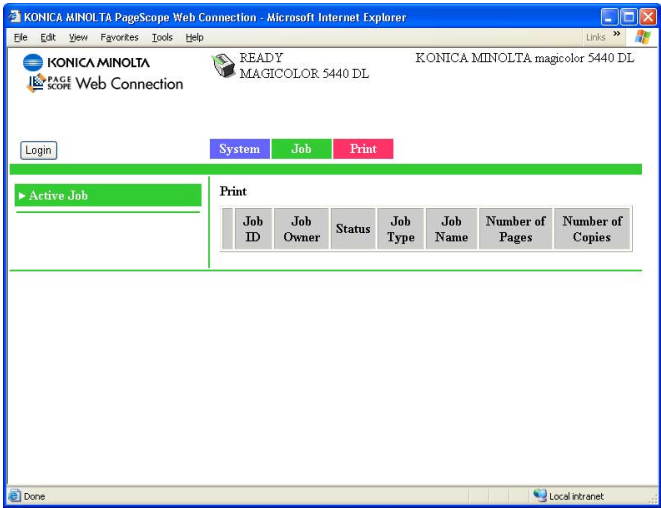 KONICA MINOLTA PageScope Web Connection - Microsoft Internet Explorer
File Edit View Favorites Tools Help Links »
KONICA MINOLTA
PAGE SCOPE Web Connection
READY
MAGICOLOR 5440 DL
KONICA MINOLTA magicolor 5440 DL
Login
System Job Print
Active Job
Print
Job ID Job Owner Status Job Type Job Name Number of Pages Number of Copies
Done Local intranet